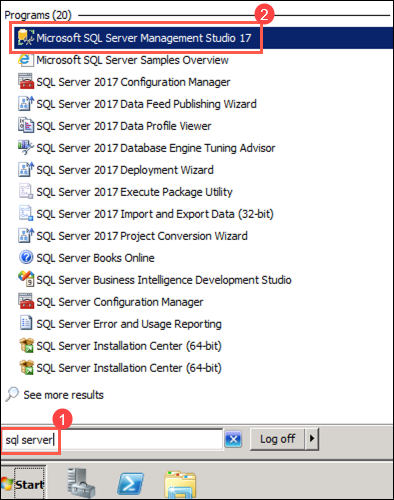 Programs (20)
2
Microsoft SQL Server Management Studio 17
Microsoft SQL Server Samples Overview
SQL Server 2017 Configuration Manager
SQL Server 2017 Data Feed Publishing Wizard
SQL Server 2017 Data Profile Viewer
SQL Server 2017 Database Engine Tuning Advisor
SQL Server 2017 Deployment Wizard
SQL Server 2017 Execute Package Utility
SQL Server 2017 Import and Export Data (32-bit)
SQL Server 2017 Project Conversion Wizard
SQL Server Books Online
SQL Server Business Intelligence Development Studio
SQL Server Configuration Manager
SQL Server Error and Usage Reporting
SQL Server Installation Center (64-bit)
SQL Server Installation Center (64-bit)
See more results
1
sql server
Log off
Start